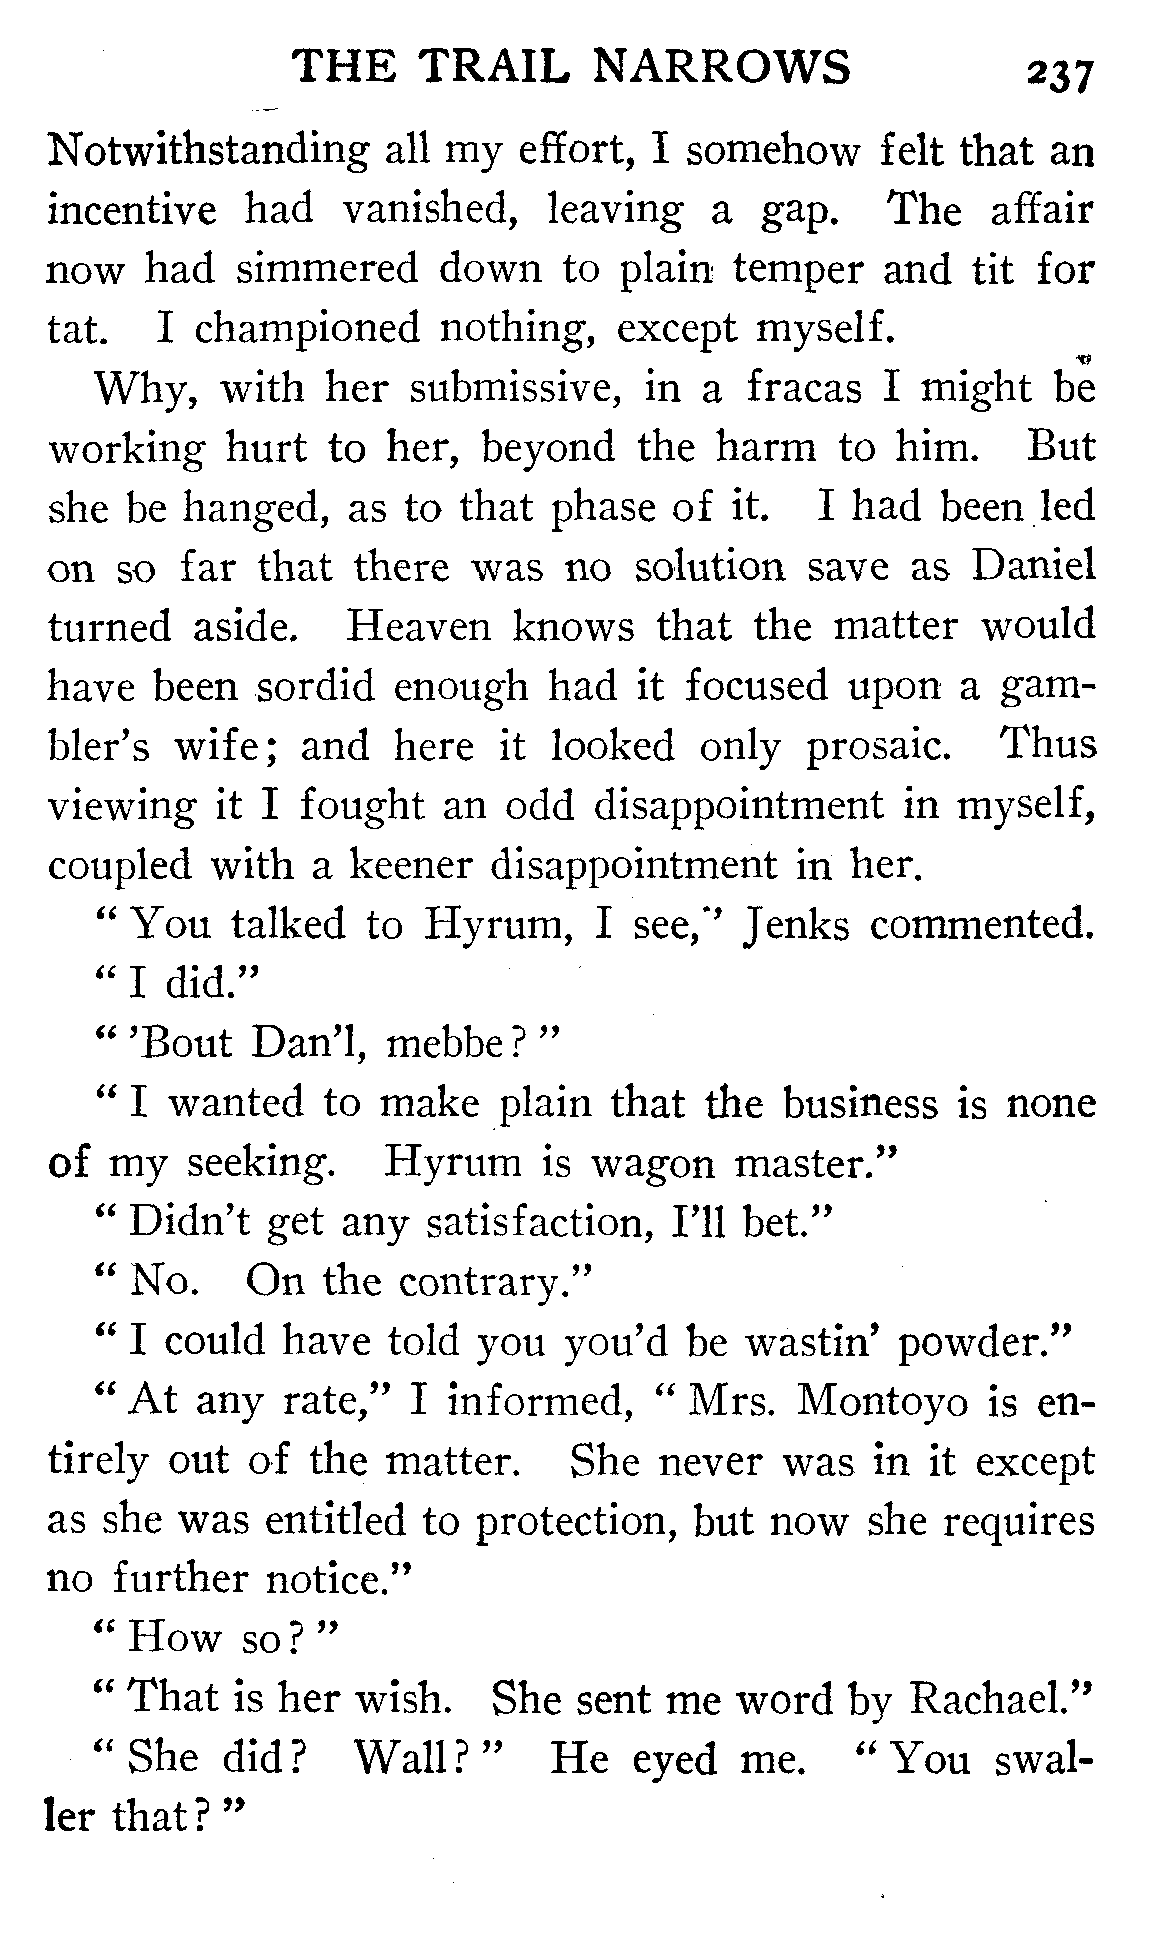 THE TRAIL NARROWS 237
Notwithstanding all my effort, I somehow felt that an
incentive had vanished, leaving a gap. The affair
now had simmered down to plain temper and tit for
tat. I championed nothing, except myself.
Why, with her submissive, in a fracas I might be
working hurt to her, beyond the harm to him. But
she be hanged, as to that phase of it. I had been led
on so far that there was no solution save as Daniel
turned aside. Heaven knows that the matter would
have been sordid enough had it focused upon a gam-
bler's wife; and here it looked only prosaic. Thus
viewing it I fought an odd disappointment in myself,
coupled with a keener disappointment in her.
“ You talked to Hyrum, I see,” Jenks commented.
“ I did.”
“ ’Bout Dan’l, mebbe? ”
“ I wanted to make plain that the business is none
of my seeking. Hyrum is wagon master.”
“ Didn’t get any satisfaction, I’ll bet.”
“ No. On the contrary.”
“ I could have told you you’d be wastin’ powder.”
“ At any rate,” I informed, “ Mrs. Montoyo is en-
tirely out of the matter. She never was in it except
as she was entitled to protection, but now she requires
no further notice.”
“ How so? ”
“ That is her wish. She sent me word by Rachael.”
“ She did? Wall? ” He eyed me. “ You swal-
ler that? ”